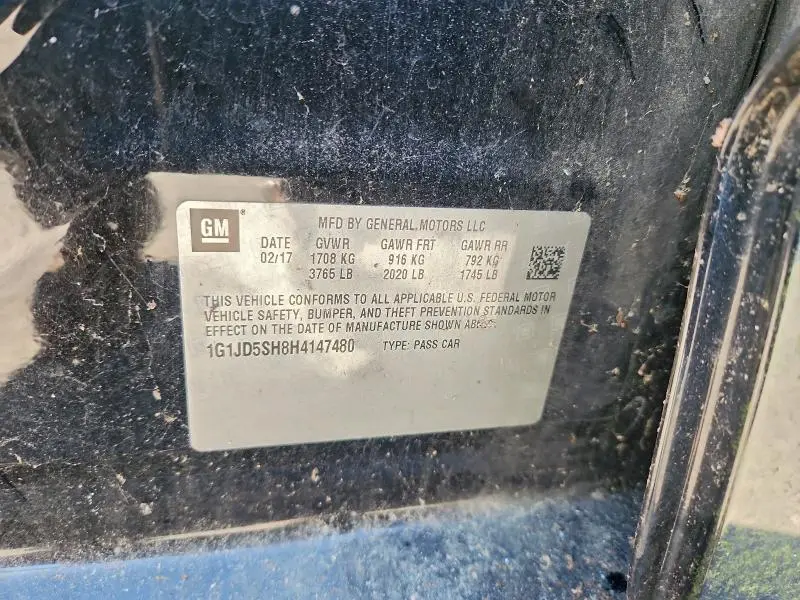 GM ® MFD BY GENERAL MOTORS LLC
DATE GVWR GAWR FRT GAWR RR
02/17 1708 KG 916 KG 792 KG
3765 LB 2020 LB 1745 LB
THIS VEHICLE CONFORMS TO ALL APPLICABLE U.S. FEDERAL MOTOR
VEHICLE SAFETY, BUMPER, AND THEFT PREVENTION STANDARDS IN
EFFECT ON THE DATE OF MANUFACTURE SHOWN ABOVE.
1G1JD5SH8H4147480 TYPE: PASS CAR